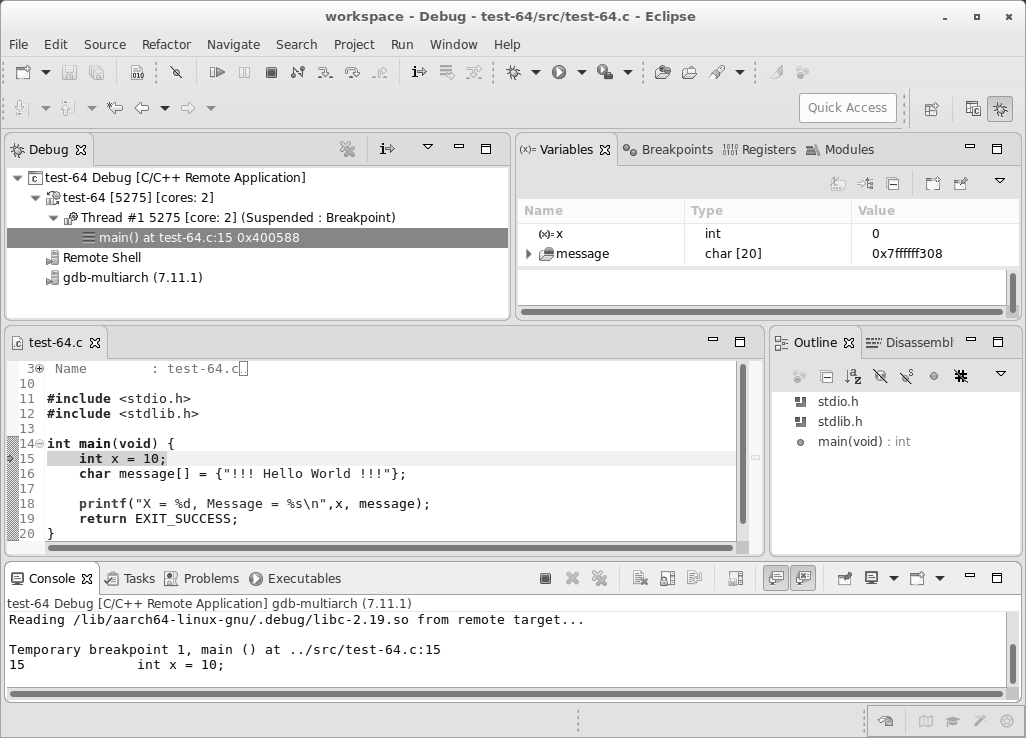 workspace - Debug - test-64/src/test-64.c - Eclipse
File Edit Source Refactor Navigate Search Project Run Window Help
010
Quick Access
Debug
test-64 Debug [C/C++ Remote Application]
test-64 [5275] [cores: 2]
Thread #1 5275 [core: 2] (Suspended : Breakpoint)
main() at test-64.c:15 0x400588
Remote Shell
gdb-multiarch (7.11.1)
(x)= Variables Breakpoints 1010 0101 Registers Modules
Name Type Value
(x)= x int 0
message char [20] 0x7ffffff308
.c test-64.c
3 Name : test-64.c
10
11 #include <stdio.h>
12 #include <stdlib.h>
13
14 int main(void) {
15 int x = 10;
16 char message[] = {"!!! Hello World !!!"};
17
18 printf("X = %d, Message = %s\n",x, message);
19 return EXIT_SUCCESS;
20 }
Outline Disassembl
stdio.h
stdlib.h
main(void) : int
Console Tasks Problems Executables
test-64 Debug [C/C++ Remote Application] gdb-multiarch (7.11.1)
Reading /lib/aarch64-linux-gnu/.debug/libc-2.19.so from remote target...
Temporary breakpoint 1, main () at ../src/test-64.c:15
15 int x = 10;